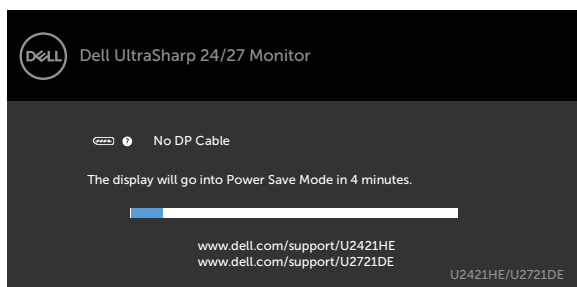 DELL
Dell UltraSharp 24/27 Monitor
? No DP Cable
The display will go into Power Save Mode in 4 minutes.
www.dell.com/support/U2421HE
www.dell.com/support/U2721DE
U2421HE/U2721DE